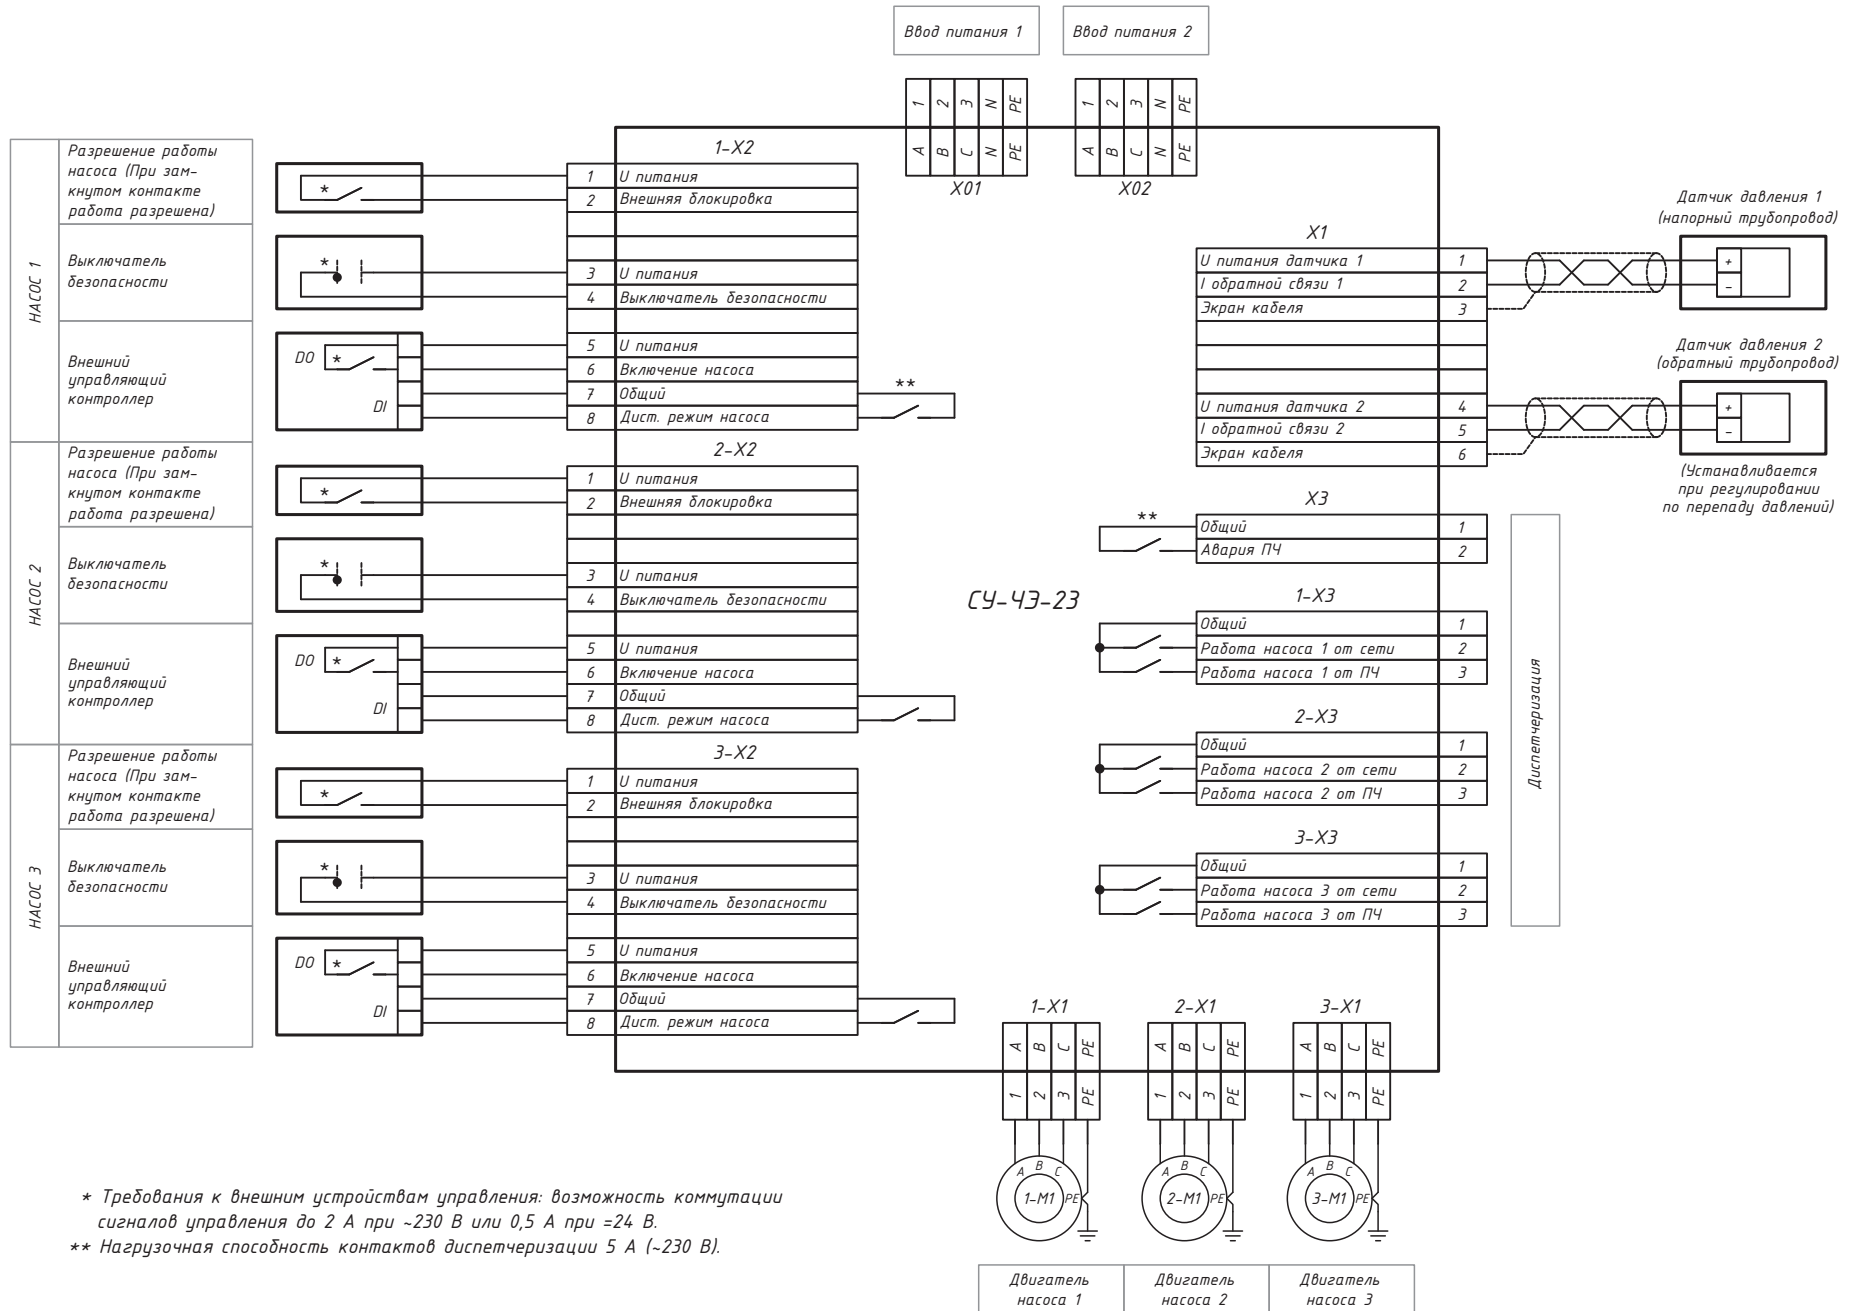 Ввод питания 1
Ввод питания 2
1 2 3 N PE
A B C N PE
X01
1 2 3 N PE
A B C N PE
X02
НАСОС 1
Разрешение работы
насоса (При зам-
кнутом контакте
работа разрешена)
*
Выключатель
безопасности
*
Внешний
управляющий
контроллер
DO *
DI
1-X2
1 U питания
2 Внешняя блокировка
3 U питания
4 Выключатель безопасности
5 U питания
6 Включение насоса
7 Общий
8 Дист. режим насоса
**
НАСОС 2
Разрешение работы
насоса (При зам-
кнутом контакте
работа разрешена)
*
Выключатель
безопасности
*
Внешний
управляющий
контроллер
DO *
DI
2-X2
1 U питания
2 Внешняя блокировка
3 U питания
4 Выключатель безопасности
5 U питания
6 Включение насоса
7 Общий
8 Дист. режим насоса
НАСОС 3
Разрешение работы
насоса (При зам-
кнутом контакте
работа разрешена)
*
Выключатель
безопасности
*
Внешний
управляющий
контроллер
DO *
DI
3-X2
1 U питания
2 Внешняя блокировка
3 U питания
4 Выключатель безопасности
5 U питания
6 Включение насоса
7 Общий
8 Дист. режим насоса
СУ-ЧЭ-23
X1
U питания датчика 1 1
I обратной связи 1 2
Экран кабеля 3
U питания датчика 2 4
I обратной связи 2 5
Экран кабеля 6
Датчик давления 1
(напорный трубопровод)
+
-
Датчик давления 2
(обратный трубопровод)
+
-
(Устанавливается
при регулировании
по перепаду давлений)
X3
**
Общий 1
Авария ПЧ 2
1-X3
Общий 1
Работа насоса 1 от сети 2
Работа насоса 1 от ПЧ 3
2-X3
Общий 1
Работа насоса 2 от сети 2
Работа насоса 2 от ПЧ 3
3-X3
Общий 1
Работа насоса 3 от сети 2
Работа насоса 3 от ПЧ 3
Диспетчеризация
1-X1
A B C PE
1 2 3 PE
A B C
1-M1 PE
Двигатель
насоса 1
2-X1
A B C PE
1 2 3 PE
A B C
2-M1 PE
Двигатель
насоса 2
3-X1
A B C PE
1 2 3 PE
A B C
3-M1 PE
Двигатель
насоса 3
* Требования к внешним устройствам управления: возможность коммутации
сигналов управления до 2 А при ~230 В или 0,5 А при =24 В.
** Нагрузочная способность контактов диспетчеризации 5 А (~230 В).